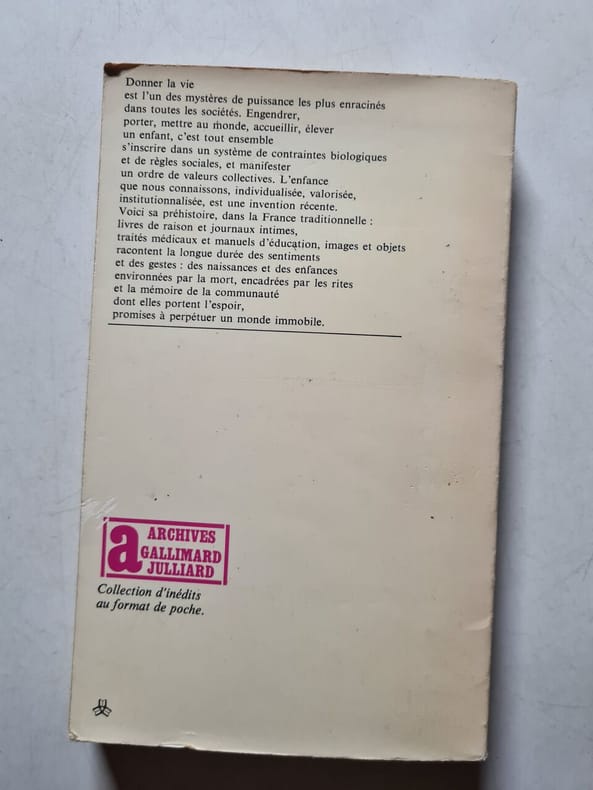 Donner la vie
est l'un des mystères de puissance les plus enracinés
dans toutes les sociétés. Engendrer,
porter, mettre au monde, accueillir, élever
un enfant, c'est tout ensemble
s'inscrire dans un système de contraintes biologiques
et de règles sociales, et manifester
un ordre de valeurs collectives. L'enfance
que nous connaissons, individualisée, valorisée,
institutionnalisée, est une invention récente.
Voici sa préhistoire, dans la France traditionnelle :
livres de raison et journaux intimes,
traités médicaux et manuels d'éducation, images et objets
racontent la longue durée des sentiments
et des gestes : des naissances et des enfances
environnées par la mort, encadrées par les rites
et la mémoire de la communauté
dont elles portent l'espoir,
promises à perpétuer un monde immobile.
a ARCHIVES
GALLIMARD
JULLIARD
Collection d'inédits
au format de poche.